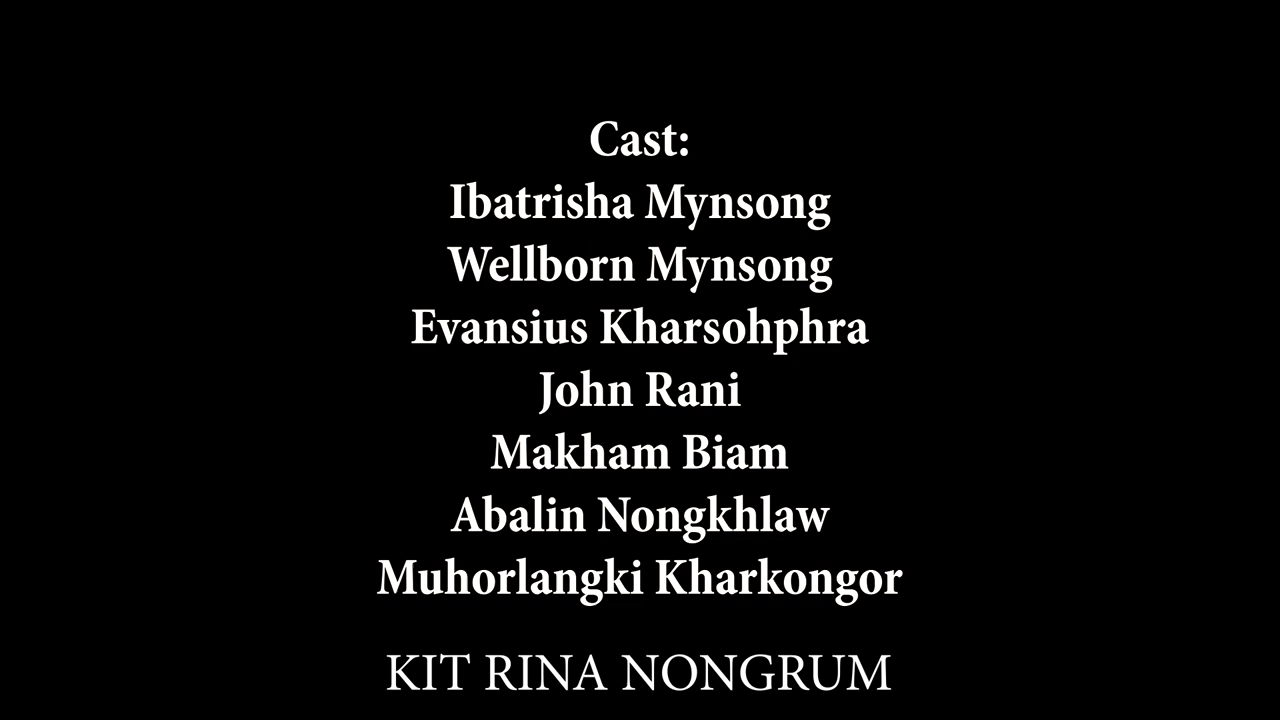 Cast:
Ibatrisha Mynsong
Wellborn Mynsong
Evansius Kharsohphra
John Rani
Makham Biam
Abalin Nongkhlaw
Muhorlangki Kharkongor
KIT RINA NONGRUM